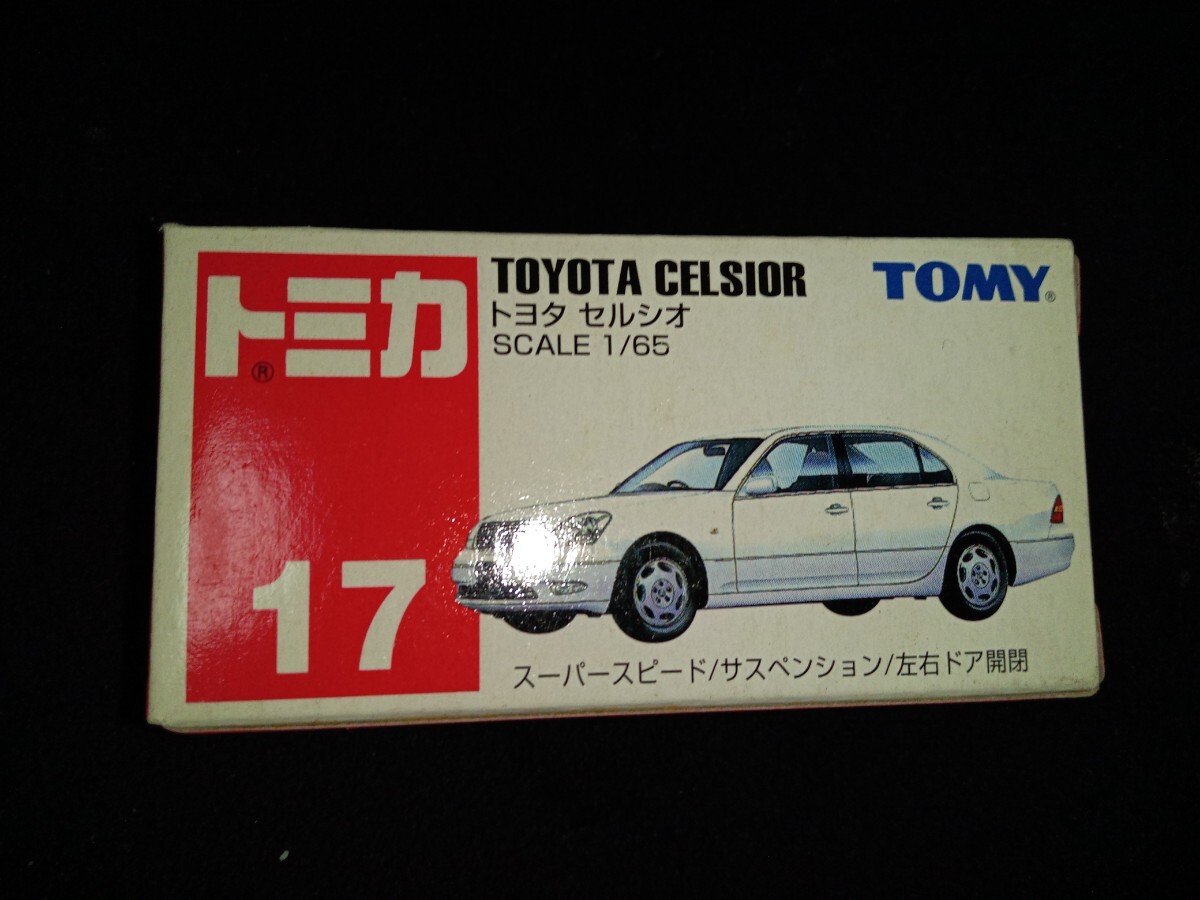 トミカ®
17
TOYOTA CELSIOR
トヨタ セルシオ
SCALE 1/65
TOMY®
スーパースピード/サスペンション/左右ドア開閉